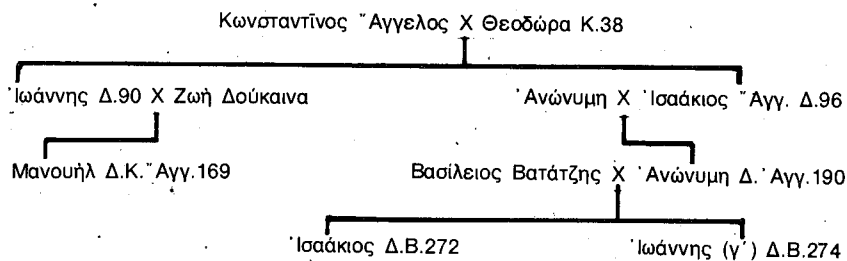 Κωνσταντῖνος Ἄγγελος Χ Θεοδώρα Κ.38
Ἰωάννης Δ.90 Χ Ζωὴ Δούκαινα Ἀνώνυμη Χ Ἰσαάκιος Ἄγγ. Δ.96
Μανουὴλ Δ.Κ. Ἄγγ.169 Βασίλειος Βατάτζης Χ Ἀνώνυμη Δ. Ἀγγ.190
Ἰσαάκιος Δ.Β.272 Ἰωάννης (γ΄) Δ.Β.274